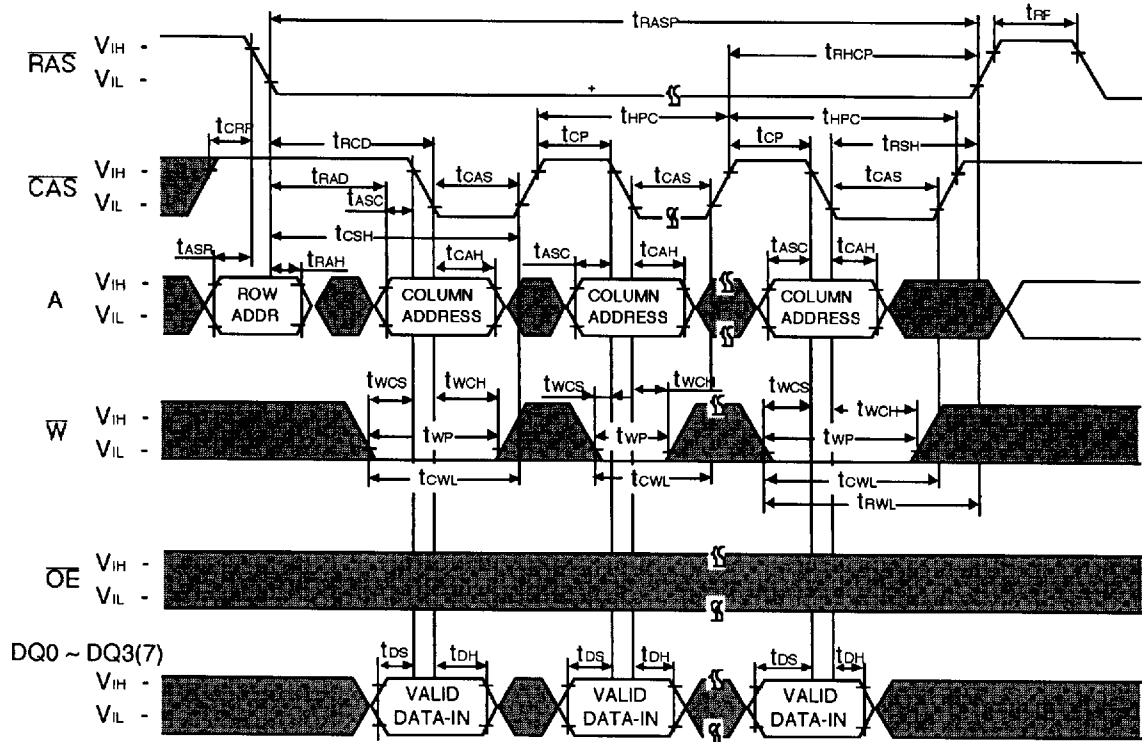 tRASP
tRP
VIH -
RAS
VIL -
tRHCP
tCRP
tRCD
tHPC
tHPC
tCP
tCP
tRSH
VIH -
CAS
VIL -
tRAD
tCAS
tCAS
tCAS
tASC
tCSH
tASR
tRAH
tCAH
tASC
tCAH
tASC
tCAH
VIH -
A
VIL -
ROW
ADDR
COLUMN
ADDRESS
COLUMN
ADDRESS
COLUMN
ADDRESS
tWCS
tWCH
tWCS
tWCH
tWCS
tWCH
VIH -
W
VIL -
tWP
tWP
tWP
tCWL
tCWL
tCWL
tRWL
VIH -
OE
VIL -
DQ0 ~ DQ3(7)
tDS
tDH
tDS
tDH
tDS
tDH
VIH -
VIL -
VALID
DATA-IN
VALID
DATA-IN
VALID
DATA-IN